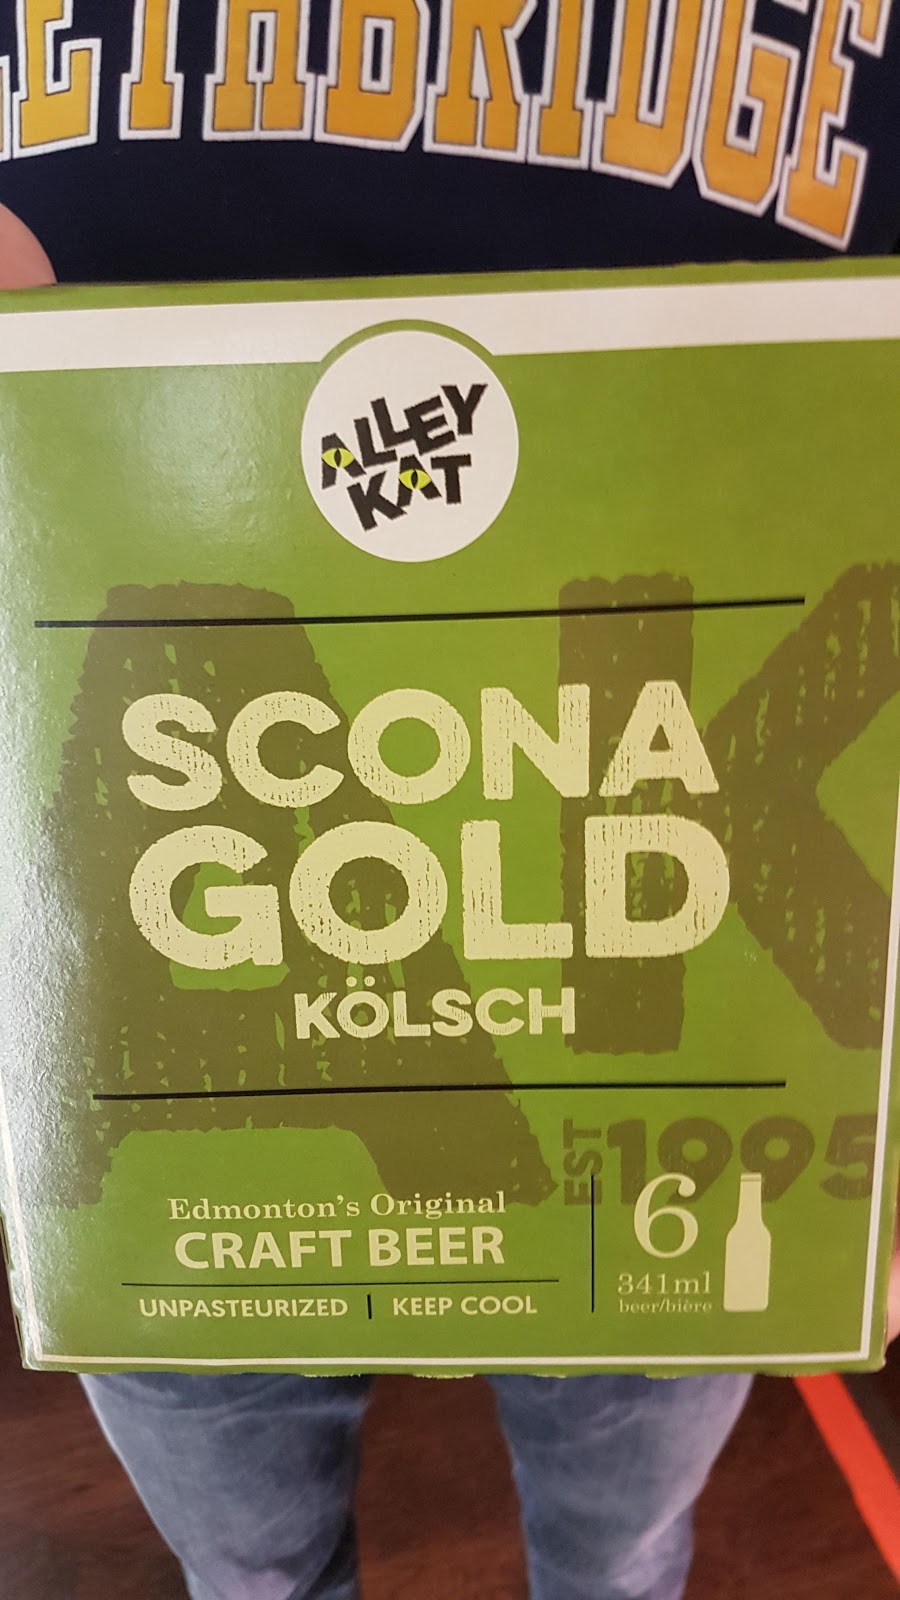 LETHBRIDGE
ALLEY
KAT
SCONA
GOLD
KÖLSCH
EST 1995
Edmonton's Original
CRAFT BEER
UNPASTEURIZED | KEEP COOL
6
341ml
beer/bière
AK